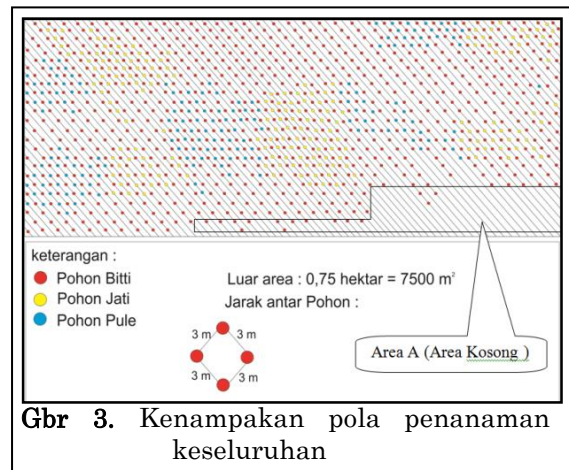 keterangan :
Pohon Bitti
Pohon Jati
Pohon Pule
Luar area : 0,75 hektar = 7500 m²
Jarak antar Pohon :
3 m 3 m
3 m 3 m
Area A (Area Kosong )
Gbr 3. Kenampakan pola penanaman
keseluruhan